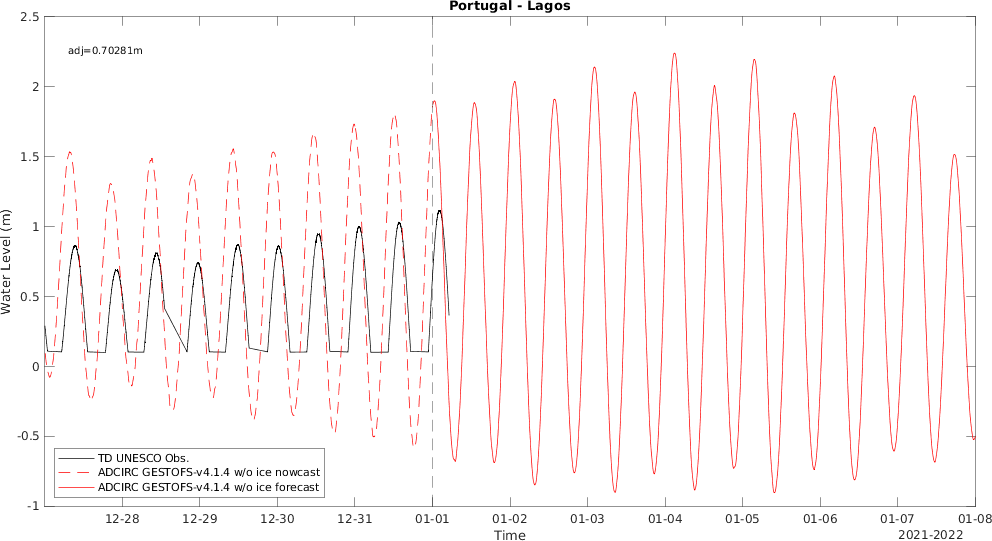 Portugal - Lagos
2.5
adj=0.70281m
2
1.5
1
0.5
0
-0.5
-1
Water Level (m)
TD UNESCO Obs.
ADCIRC GESTOFS-v4.1.4 w/o ice nowcast
ADCIRC GESTOFS-v4.1.4 w/o ice forecast
12-28 12-29 12-30 12-31 01-01 01-02 01-03 01-04 01-05 01-06 01-07 01-08
Time
2021-2022